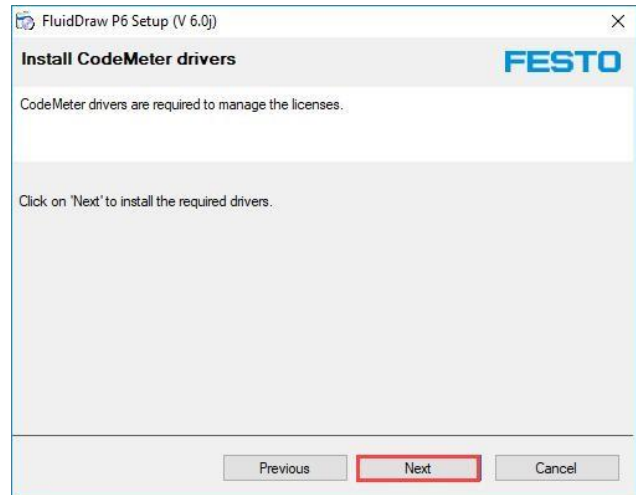 FluidDraw P6 Setup (V 6.0j)
Install CodeMeter drivers
FESTO
CodeMeter drivers are required to manage the licenses.
Click on 'Next' to install the required drivers.
Previous
Next
Cancel